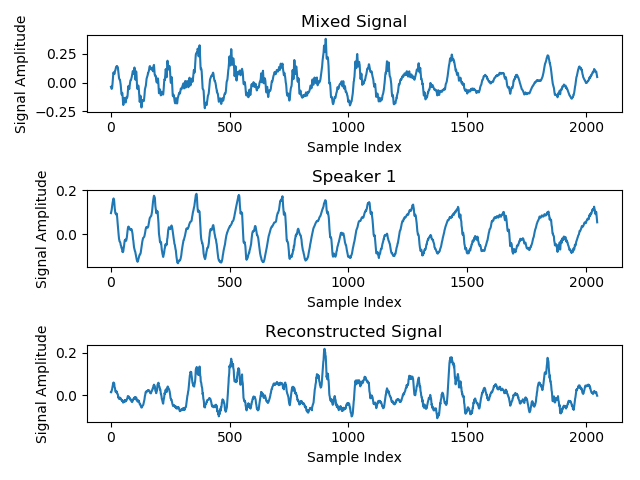 Mixed Signal
Signal Amplitude
0.25
0.00
−0.25
0
500
1000
1500
2000
Sample Index
Speaker 1
Signal Amplitude
0.2
0.0
0
500
1000
1500
2000
Sample Index
Reconstructed Signal
Signal Amplitude
0.2
0.0
0
500
1000
1500
2000
Sample Index